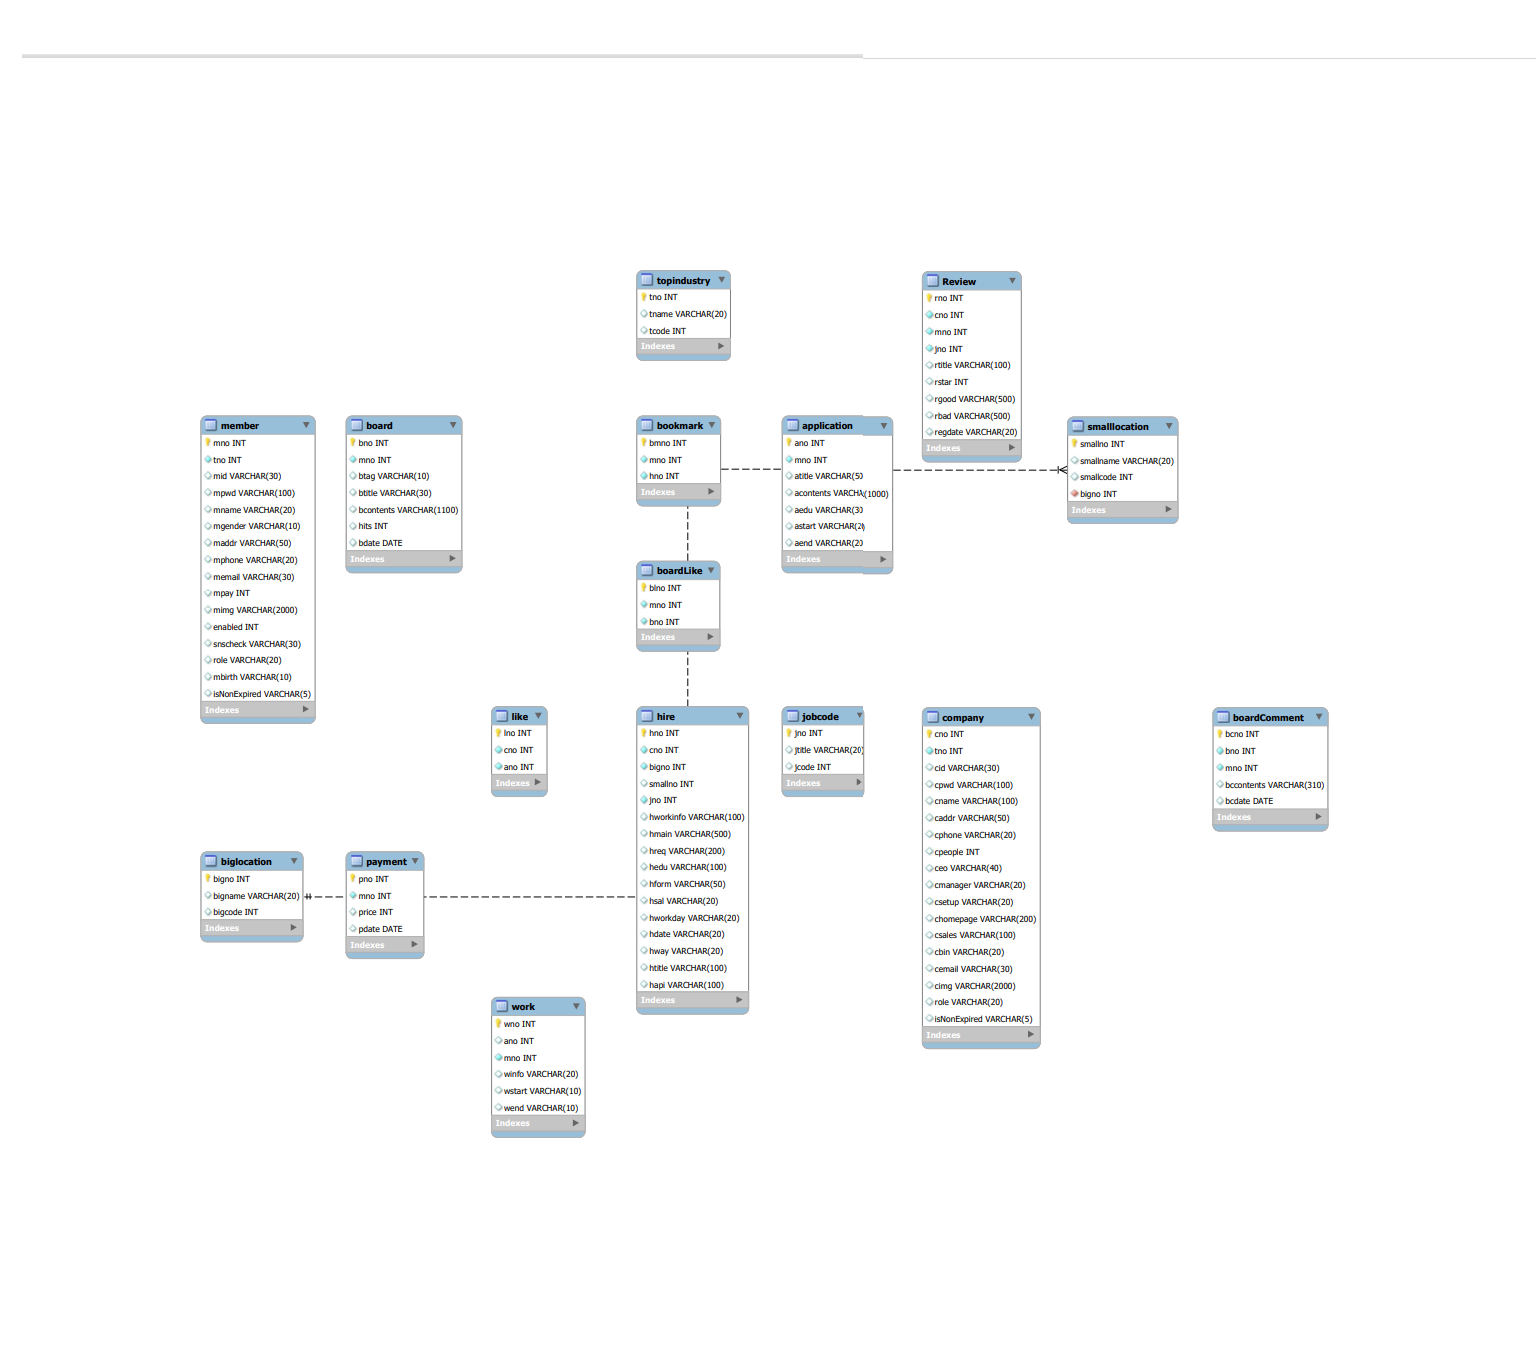 topindustry
tno INT
tname VARCHAR(20)
tcode INT
Indexes
Review
rno INT
cno INT
mno INT
jno INT
rtitle VARCHAR(100)
rstar INT
rgood VARCHAR(500)
rbad VARCHAR(500)
regdate VARCHAR(20)
Indexes
member
mno INT
tno INT
mid VARCHAR(30)
mpwd VARCHAR(100)
mname VARCHAR(20)
mgender VARCHAR(10)
maddr VARCHAR(50)
mphone VARCHAR(20)
memail VARCHAR(30)
mpay INT
mimg VARCHAR(2000)
enabled INT
snscheck VARCHAR(30)
role VARCHAR(20)
mbirth VARCHAR(10)
isNonExpired VARCHAR(5)
Indexes
board
bno INT
mno INT
btag VARCHAR(10)
btitle VARCHAR(30)
bcontents VARCHAR(1100)
hits INT
bdate DATE
Indexes
bookmark
bmno INT
mno INT
hno INT
Indexes
application
ano INT
mno INT
atitle VARCHAR(50)
acontents VARCHA(1000)
aedu VARCHAR(30
astart VARCHAR(20
aend VARCHAR(20
Indexes
smalllocation
smallno INT
smallname VARCHAR(20)
smallcode INT
bigno INT
Indexes
boardLike
blno INT
mno INT
bno INT
Indexes
like
lno INT
cno INT
ano INT
Indexes
hire
hno INT
cno INT
bigno INT
smallno INT
jno INT
hworkinfo VARCHAR(100)
hmain VARCHAR(500)
hreq VARCHAR(200)
hedu VARCHAR(100)
hform VARCHAR(50)
hsal VARCHAR(20)
hworkday VARCHAR(20)
hdate VARCHAR(20)
hway VARCHAR(20)
htitle VARCHAR(100)
hapi VARCHAR(100)
Indexes
jobcode
jno INT
jtitle VARCHAR(20)
jcode INT
Indexes
company
cno INT
tno INT
cid VARCHAR(30)
cpwd VARCHAR(100)
cname VARCHAR(100)
caddr VARCHAR(50)
cphone VARCHAR(20)
cpeople INT
ceo VARCHAR(40)
cmanager VARCHAR(20)
csetup VARCHAR(20)
chomepage VARCHAR(200)
csales VARCHAR(100)
cbin VARCHAR(20)
cemail VARCHAR(30)
cimg VARCHAR(2000)
role VARCHAR(20)
isNonExpired VARCHAR(5)
Indexes
boardComment
bcno INT
bno INT
mno INT
bccontents VARCHAR(310)
bcdate DATE
Indexes
biglocation
bigno INT
bigname VARCHAR(20)
bigcode INT
Indexes
payment
pno INT
mno INT
price INT
pdate DATE
Indexes
work
wno INT
ano INT
mno INT
winfo VARCHAR(20)
wstart VARCHAR(10)
wend VARCHAR(10)
Indexes